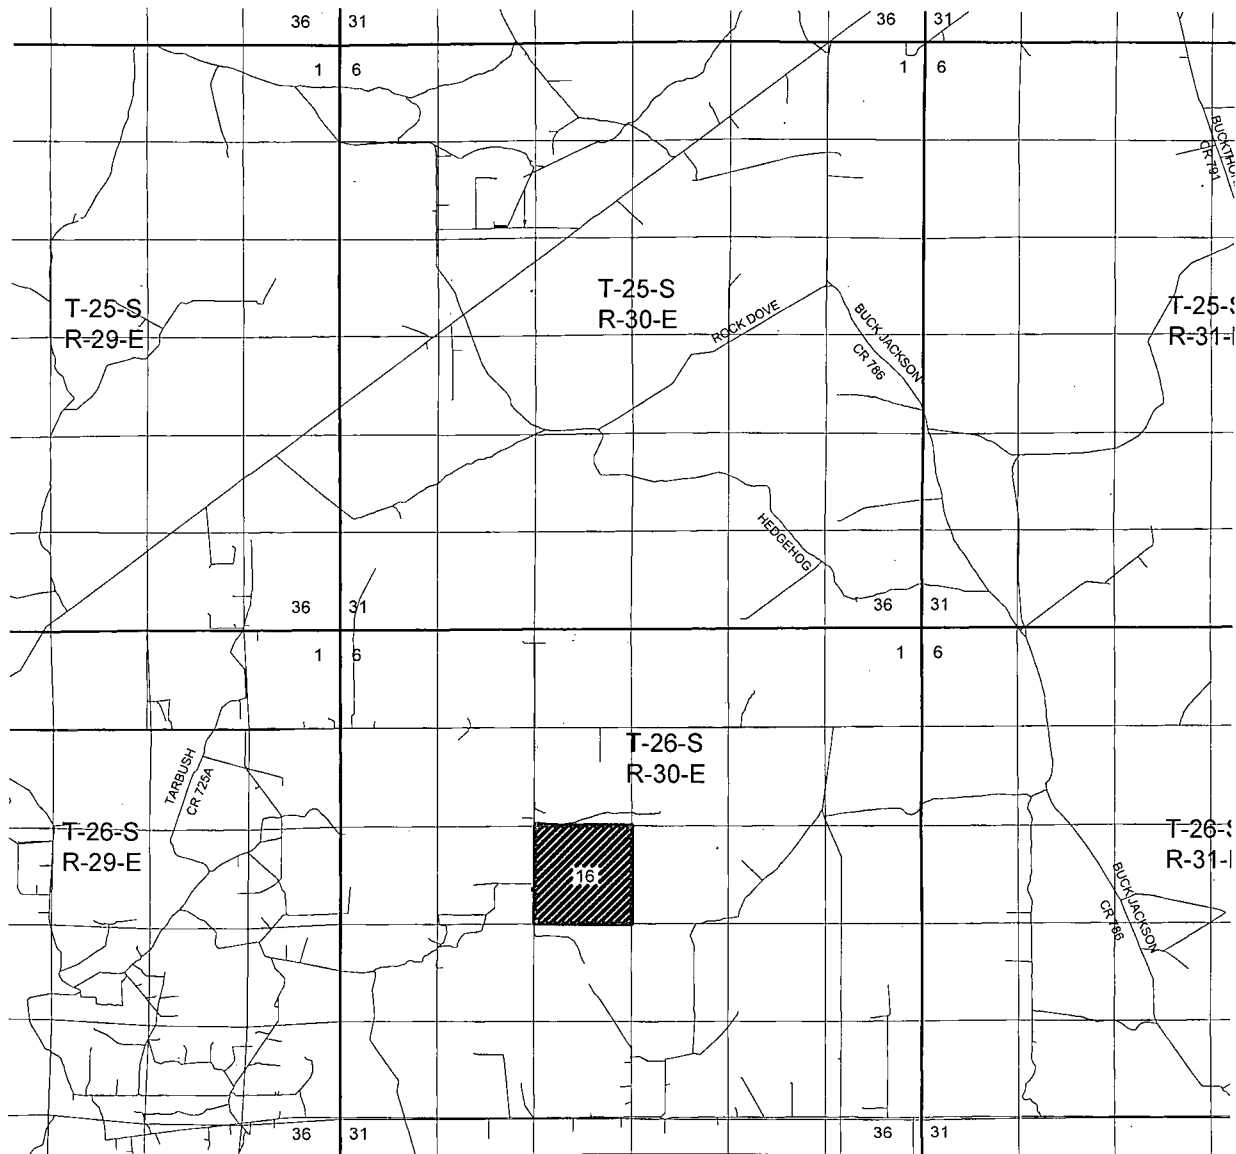 36 31
36 31
1 6
1 6
BUCKTHOR
CR 791
T-25-S
R-29-E
T-25-S
R-30-E
ROCK DOVE
BUCK JACKSON
CR 786
T-25-S
R-31-
HEDGEHOG
36 31
36 31
1 6
1 6
TARBUSH
CR 725A
T-26-S
R-30-E
T-26-S
R-29-E
16
T-26-S
R-31-
BUCK JACKSON
CR 786
36 31
36 31